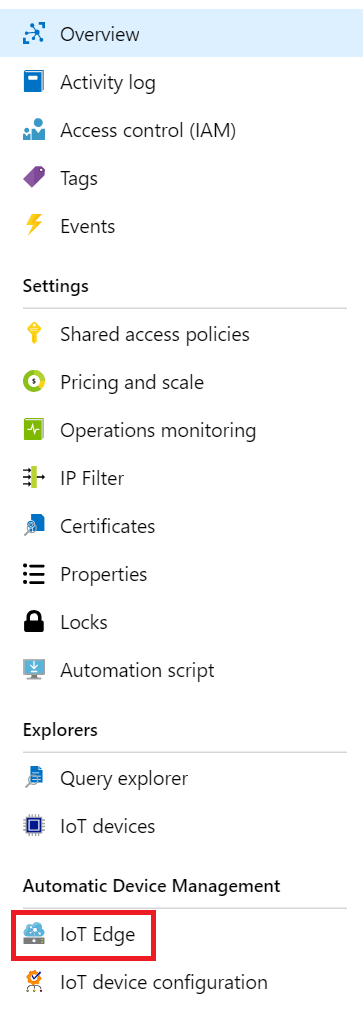 Overview
Activity log
Access control (IAM)
Tags
Events
Settings
Shared access policies
Pricing and scale
Operations monitoring
IP Filter
Certificates
Properties
Locks
Automation script
Explorers
Query explorer
IoT devices
Automatic Device Management
IoT Edge
IoT device configuration